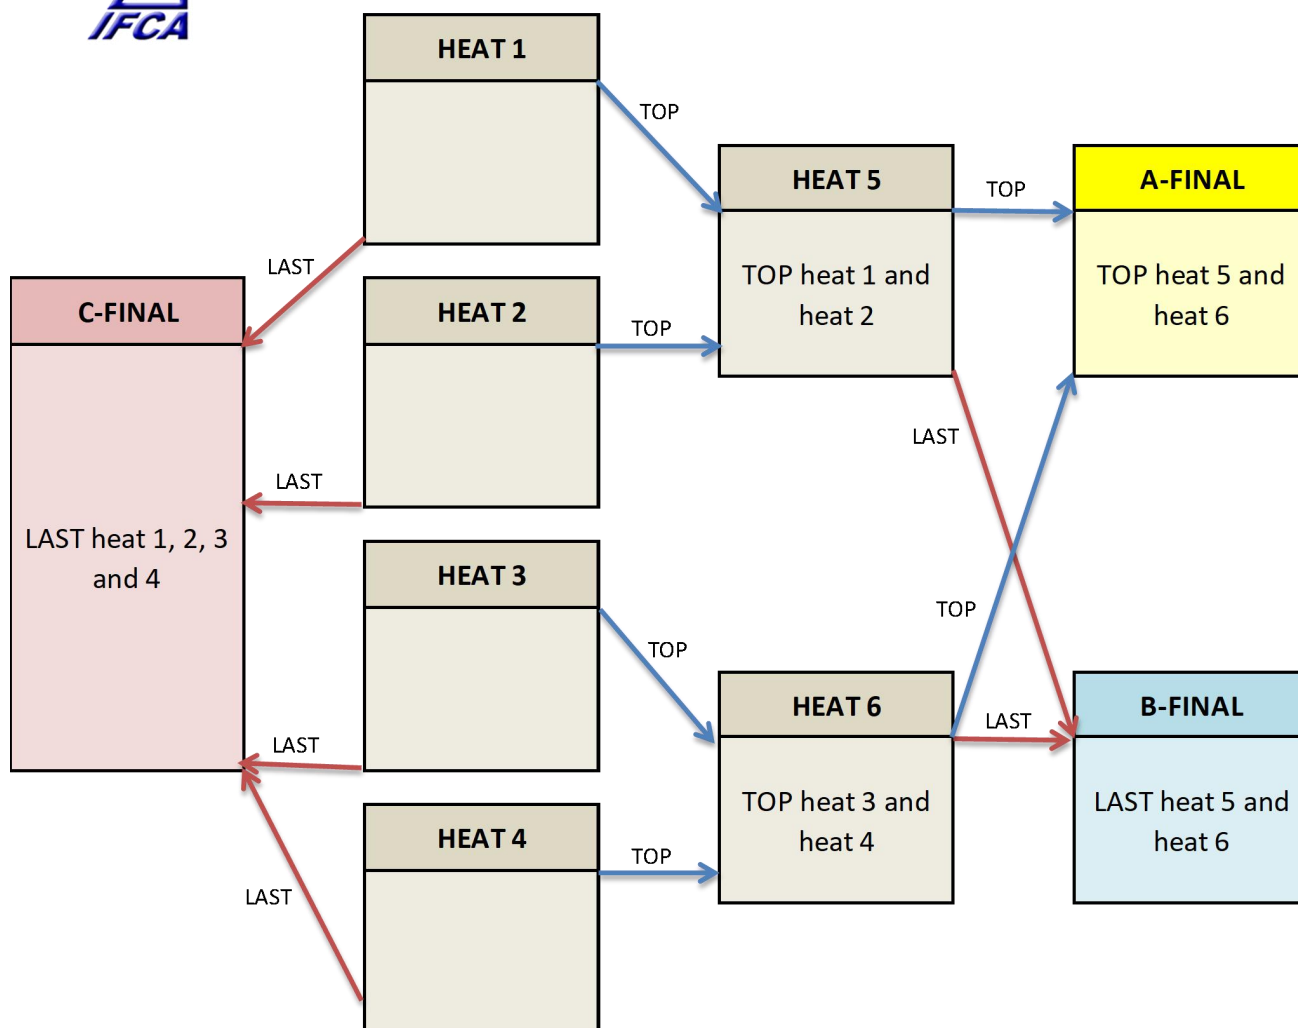 IFCA
HEAT 1
TOP
HEAT 5
TOP heat 1 and
heat 2
TOP
A-FINAL
TOP heat 5 and
heat 6
LAST
C-FINAL
LAST heat 1, 2, 3
and 4
HEAT 2
TOP
LAST
LAST
HEAT 3
TOP
TOP
LAST
HEAT 6
TOP heat 3 and
heat 4
LAST
B-FINAL
LAST heat 5 and
heat 6
HEAT 4
TOP
LAST